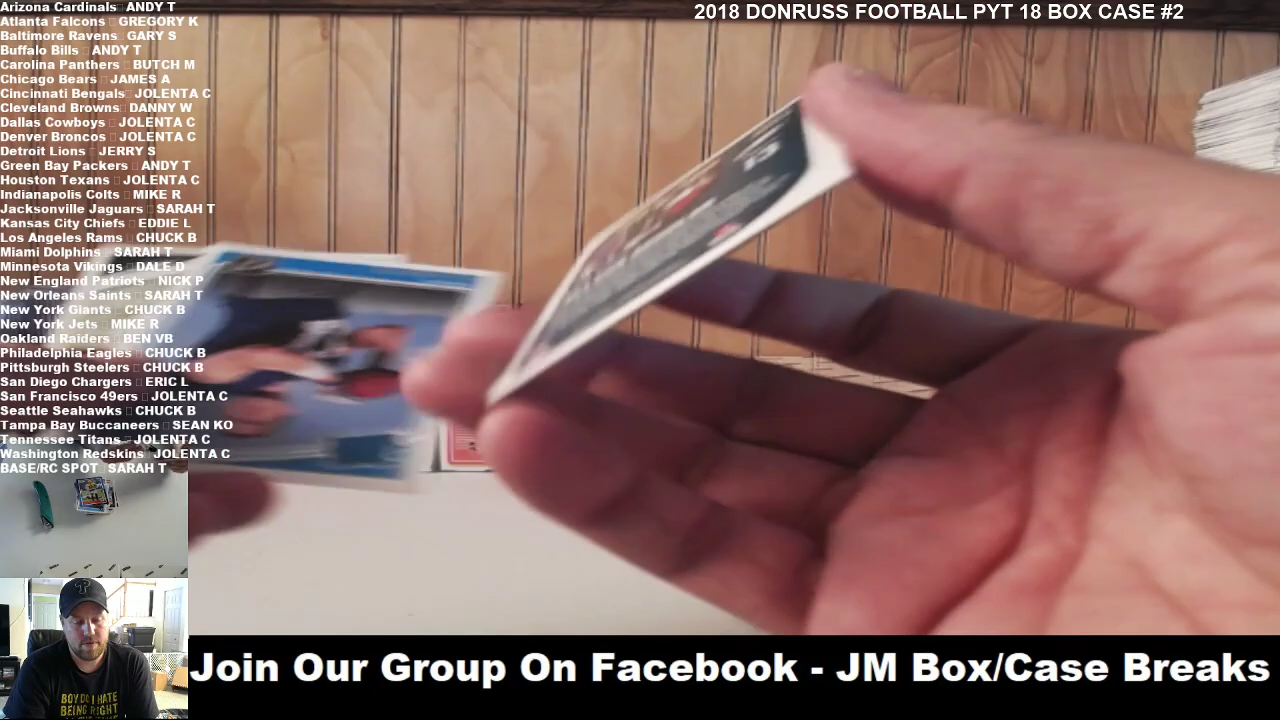 2018 DONRUSS FOOTBALL PYT 18 BOX CASE #2
Arizona Cardinals ANDY T
Atlanta Falcons GREGORY K
Baltimore Ravens GARY S
Buffalo Bills ANDY T
Carolina Panthers BUTCH M
Chicago Bears JAMES A
Cincinnati Bengals JOLENTA C
Cleveland Browns DANNY W
Dallas Cowboys JOLENTA C
Denver Broncos JOLENTA C
Detroit Lions JERRY S
Green Bay Packers ANDY T
Houston Texans JOLENTA C
Indianapolis Colts MIKE R
Jacksonville Jaguars SARAH T
Kansas City Chiefs EDDIE L
Los Angeles Rams CHUCK B
Miami Dolphins SARAH T
Minnesota Vikings DALE D
New England Patriots NICK P
New Orleans Saints SARAH T
New York Giants CHUCK B
New York Jets MIKE R
Oakland Raiders BEN VB
Philadelphia Eagles CHUCK B
Pittsburgh Steelers CHUCK B
San Diego Chargers ERIC L
San Francisco 49ers JOLENTA C
Seattle Seahawks CHUCK B
Tampa Bay Buccaneers SEAN KO
Tennessee Titans JOLENTA C
Washington Redskins JOLENTA C
BASE/RC SPOT SARAH T
13
BOY DO I HATE
BEING RIGHT
Join Our Group On Facebook - JM Box/Case Breaks